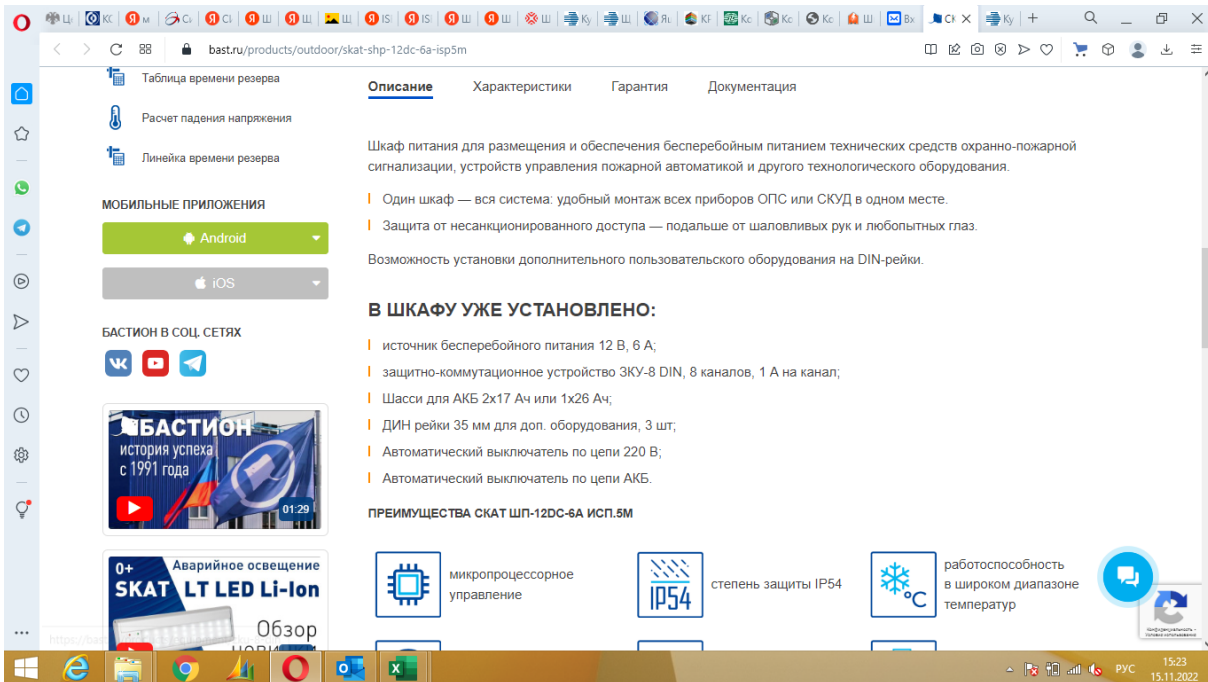 bast.ru/products/outdoor/skat-shp-12dc-6a-isp5m
Таблица времени резерва
Расчет падения напряжения
Линейка времени резерва
МОБИЛЬНЫЕ ПРИЛОЖЕНИЯ
Android
iOS
БАСТИОН В СОЦ. СЕТЯХ
БАСТИОН
история успеха
с 1991 года
01:29
0+
Аварийное освещение
SKAT LT LED Li-Ion
Обзор
Описание
Характеристики
Гарантия
Документация
Шкаф питания для размещения и обеспечения бесперебойным питанием технических средств охранно-пожарной
сигнализации, устройств управления пожарной автоматикой и другого технологического оборудования.
Один шкаф — вся система: удобный монтаж всех приборов ОПС или СКУД в одном месте.
Защита от несанкционированного доступа — подальше от шаловливых рук и любопытных глаз.
Возможность установки дополнительного пользовательского оборудования на DIN-рейки.
В ШКАФУ УЖЕ УСТАНОВЛЕНО:
источник бесперебойного питания 12 В, 6 А;
защитно-коммутационное устройство ЗКУ-8 DIN, 8 каналов, 1 А на канал;
Шасси для АКБ 2х17 Ач или 1х26 Ач;
ДИН рейки 35 мм для доп. оборудования, 3 шт;
Автоматический выключатель по цепи 220 В;
Автоматический выключатель по цепи АКБ.
ПРЕИМУЩЕСТВА СКАТ ШП-12DC-6А ИСП.5М
микропроцессорное
управление
IP54
степень защиты IP54
°C
работоспособность
в широком диапазоне
температур
РУС
15:23
15.11.2022